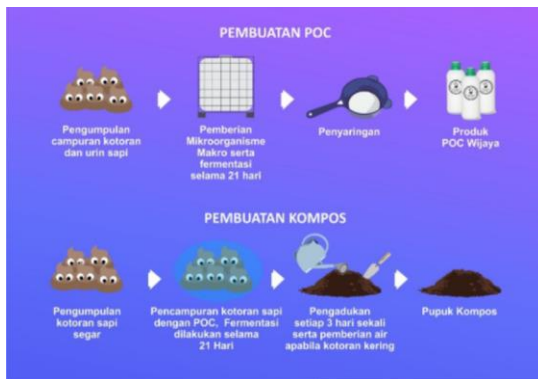 PEMBUATAN POC
Pengumpulan
campuran kotoran
dan urin sapi
Pemberian
Mikroorganisme
Makro serta
fermentasi
selama 21 hari
Penyaringan
Produk
POC Wijaya
PEMBUATAN KOMPOS
Pengumpulan
kotoran sapi
segar
Pencampuran kotoran sapi
dengan POC, Fermentasi
dilakukan selama
21 Hari
Pengadukan
setiap 3 hari sekali
serta pemberian air
apabila kotoran kering
Pupuk Kompos